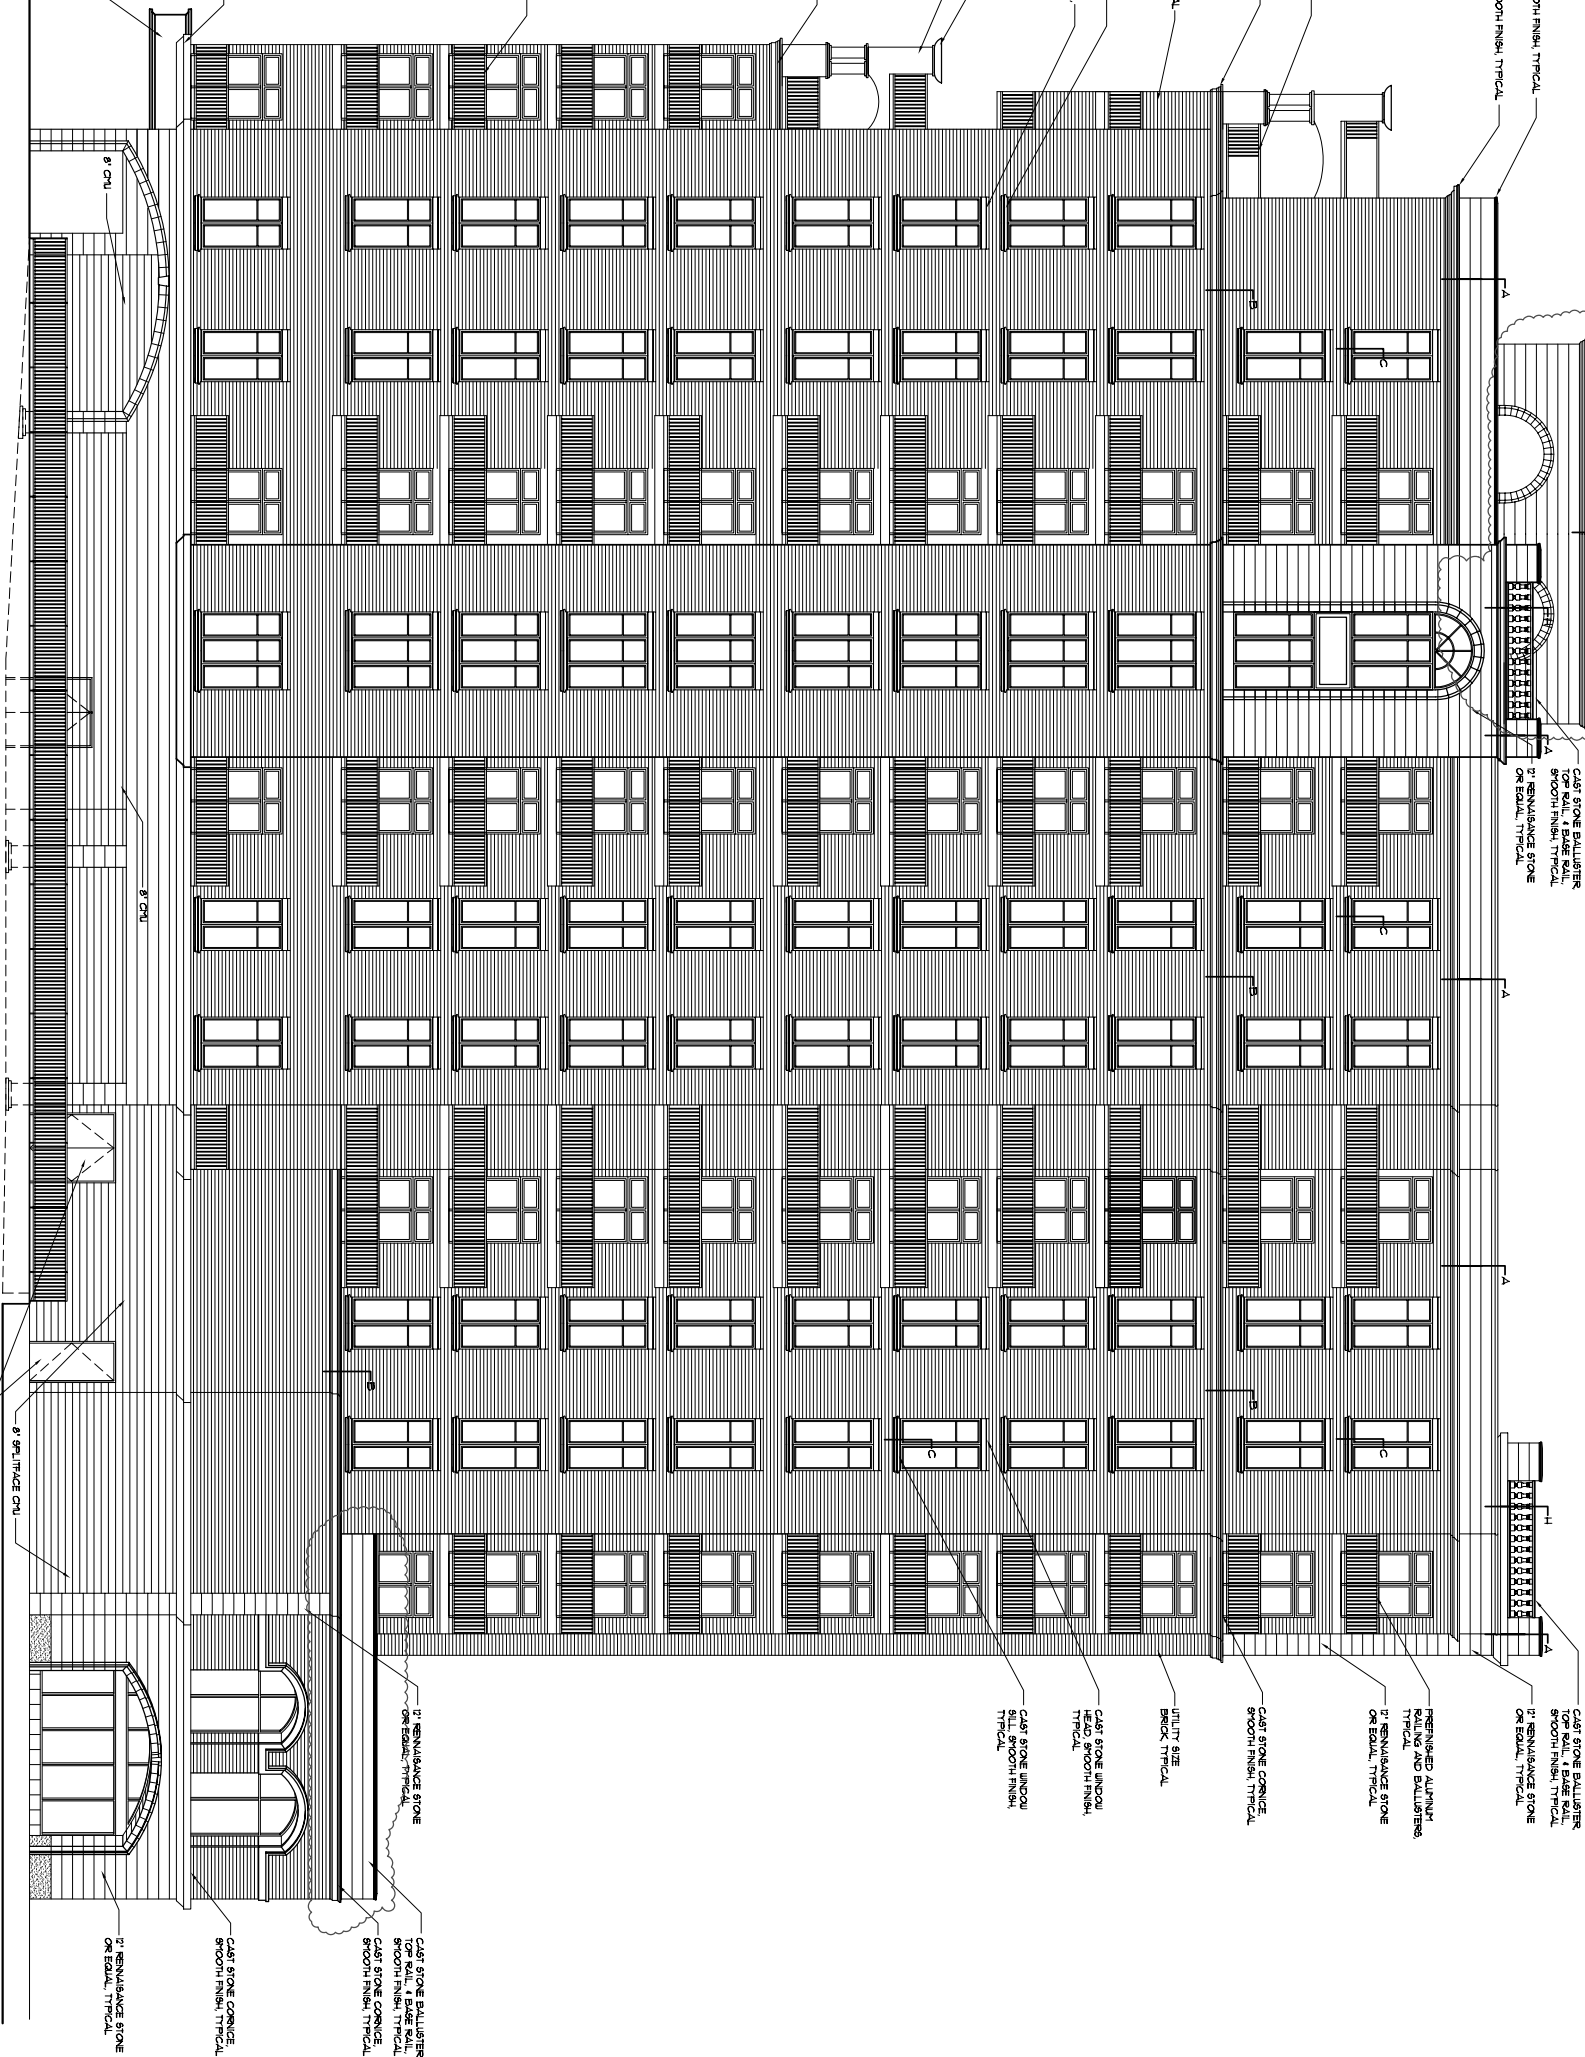 OTH FINISH, TYPICAL
OOTH FINISH, TYPICAL
AL
A
A
A
A
A
H
H
B
B
B
B
C
C
C
C
CAST STONE BALLUSTER,
TOP RAIL, & BASE RAIL,
SMOOTH FINISH, TYPICAL
12" RENNAISANCE STONE
OR EQUAL, TYPICAL
CAST STONE BALLUSTER,
TOP RAIL, & BASE RAIL,
SMOOTH FINISH, TYPICAL
12" RENNAISANCE STONE
OR EQUAL, TYPICAL
PREFINISHED ALUMINUM
RAILING AND BALLUSTERS,
TYPICAL
12" RENNAISANCE STONE
OR EQUAL, TYPICAL
CAST STONE CORNICE,
SMOOTH FINISH, TYPICAL
UTILITY SIZE
BRICK, TYPICAL
CAST STONE WINDOW
HEAD, SMOOTH FINISH,
TYPICAL
CAST STONE WINDOW
SILL, SMOOTH FINISH,
TYPICAL
12" RENNAISANCE STONE
OR EQUAL, TYPICAL
CAST STONE BALLUSTER
TOP RAIL, & BASE RAIL,
SMOOTH FINISH, TYPICAL
CAST STONE CORNICE,
SMOOTH FINISH, TYPICAL
CAST STONE CORNICE,
SMOOTH FINISH, TYPICAL
12" RENNAISANCE STONE
OR EQUAL, TYPICAL
8" CMU
8" CMU
8" SPLITFACE CMU